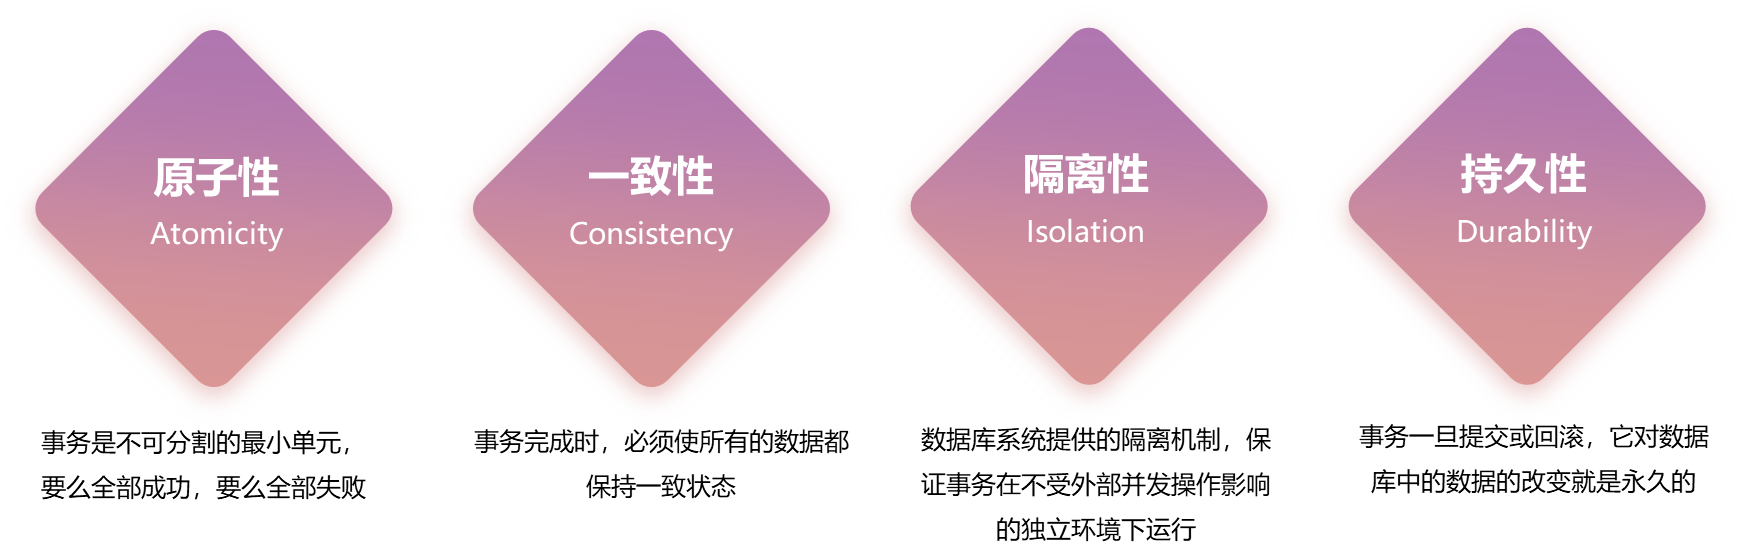 原子性
Atomicity
事务是不可分割的最小单元，
要么全部成功，要么全部失败
一致性
Consistency
事务完成时，必须使所有的数据都
保持一致状态
隔离性
Isolation
数据库系统提供的隔离机制，保
证事务在不受外部并发操作影响
的独立环境下运行
持久性
Durability
事务一旦提交或回滚，它对数据
库中的数据的改变就是永久的